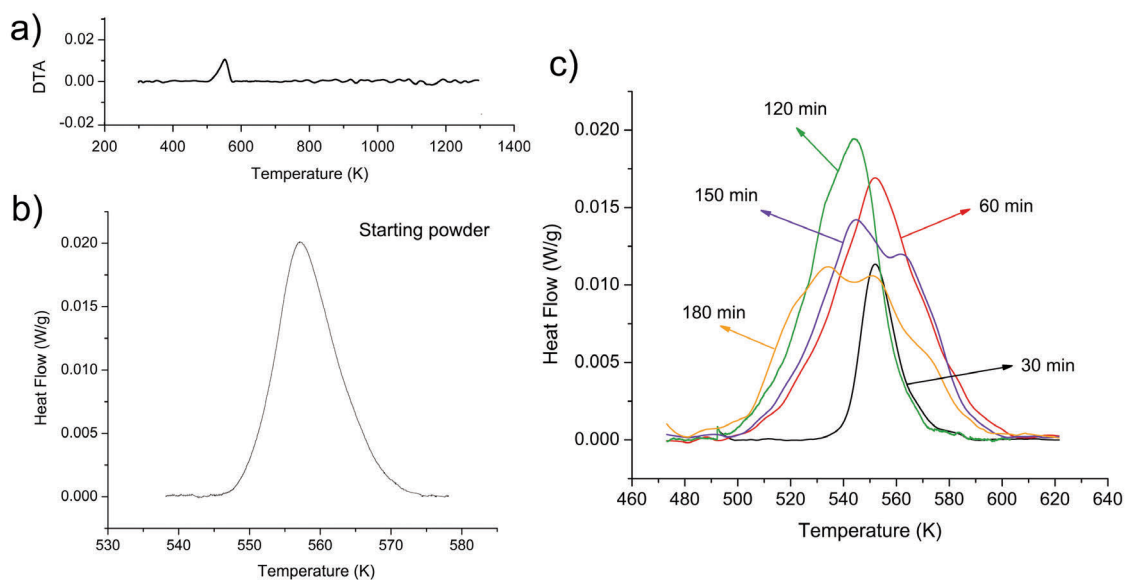 a)
0.02
0.00
-0.02
DTA
200 400 600 800 1000 1200 1400
Temperature (K)
b)
Starting powder
0.020
0.015
0.010
0.005
0.000
Heat Flow (W/g)
530 540 550 560 570 580
Temperature (K)
c)
120 min
150 min
60 min
180 min
30 min
0.020
0.015
0.010
0.005
0.000
Heat Flow (W/g)
460 480 500 520 540 560 580 600 620 640
Temperature (K)